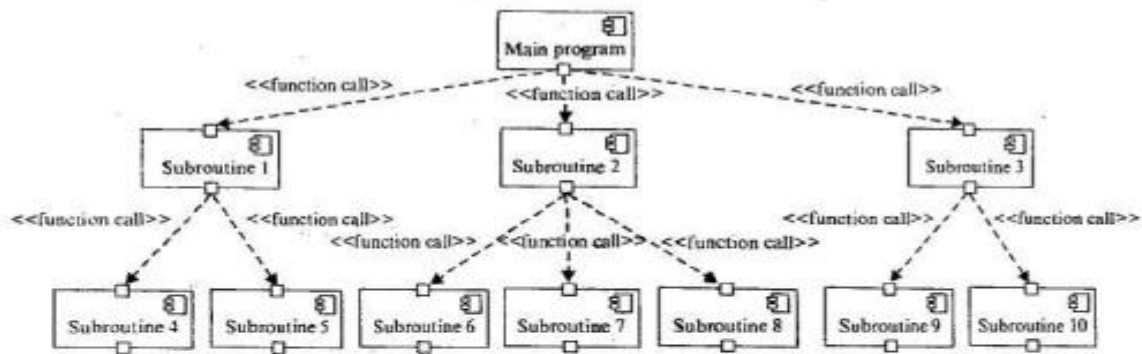 Main program
<<function call>>
<<function call>>
<<function call>>
Subroutine 1
Subroutine 2
Subroutine 3
<<function call>>
<<function call>>
<<function call>>
<<function call>>
<<function call>>
<<function call>>
<<function call>>
Subroutine 4
Subroutine 5
Subroutine 6
Subroutine 7
Subroutine 8
Subroutine 9
Subroutine 10